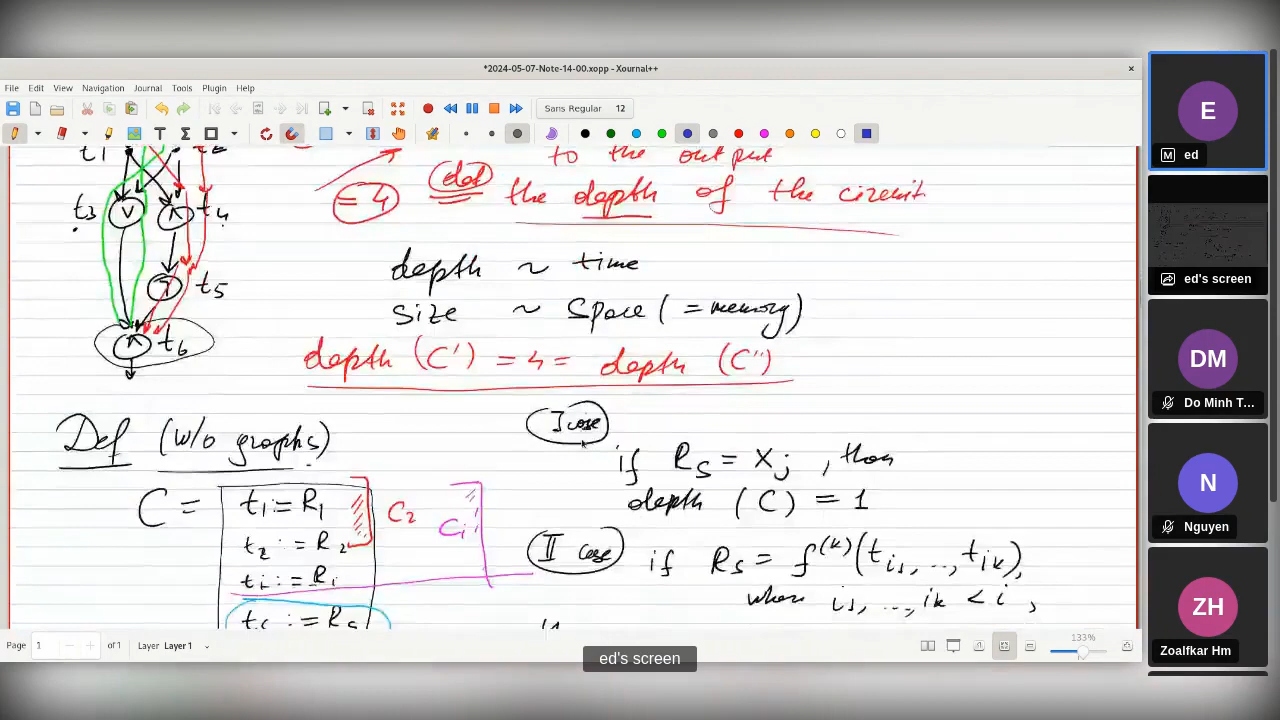 *2024-05-07-Note-14-00.xopp - Xournal++
File Edit View Navigation Journal Tools Plugin Help
Sans Regular 12
t1 t2
to the output
= 4 (def) the depth of the circuit
t3 ∨ ∧ t4
depth ~ time
t5
size ~ space (= memory)
∧ t6
depth (C') = 4 = depth (C'')
Def (w/o graphs)
I case
if Rs = Xj , then
depth (C) = 1
C =
t1 := R1
C2 Ci
t2 := R2
ti := Ri
ts := Rs
II case if Rs = f^(k)(ti1, .., tik),
where i1, .., ik < i ,
Page 1 of 1 Layer Layer 1
133%
ed's screen
E
ed
ed's screen
DM
Do Minh T...
N
Nguyen
ZH
Zoalfkar Hm